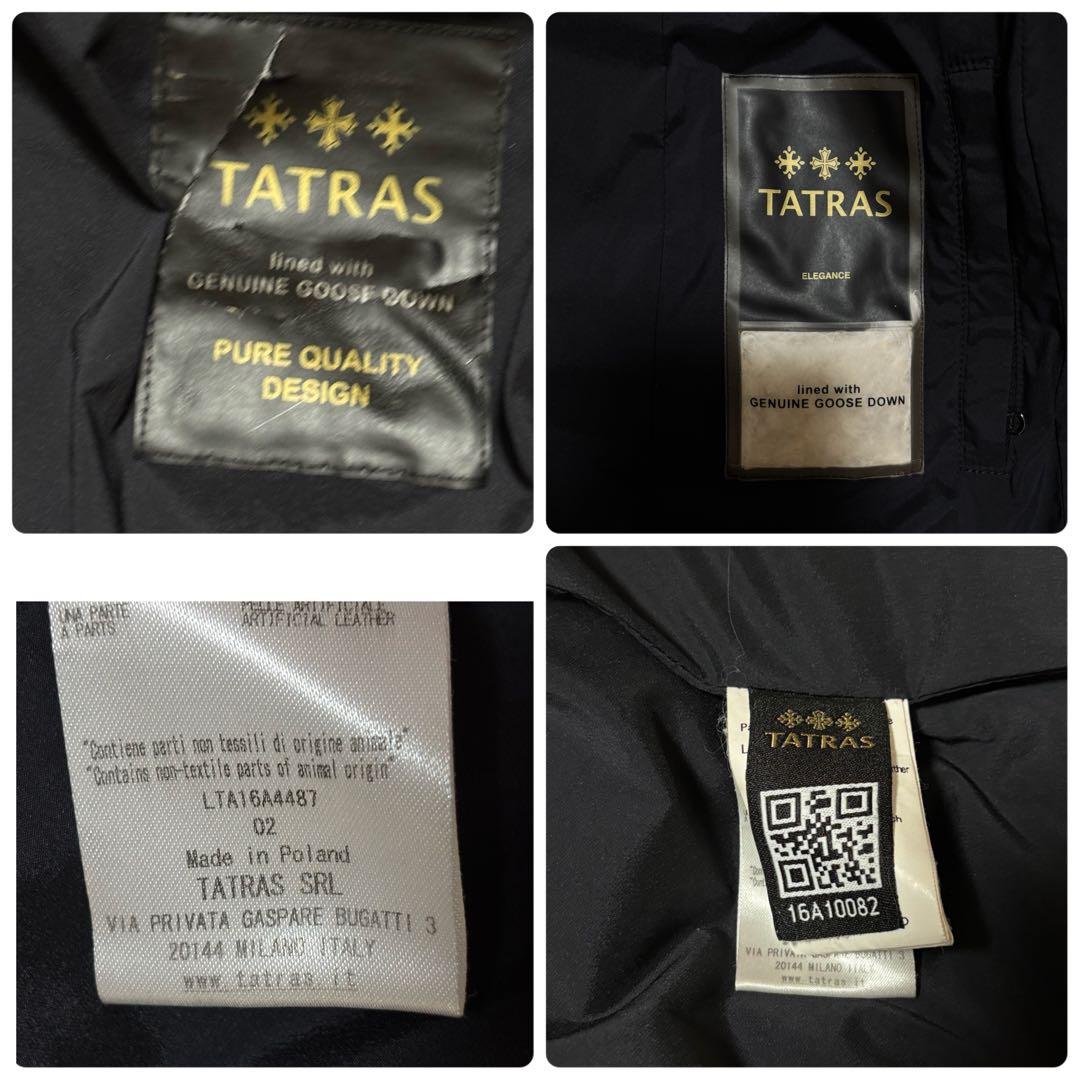 TATRAS
lined with
GENUINE GOOSE DOWN
PURE QUALITY
DESIGN
TATRAS
ELEGANCE
lined with
GENUINE GOOSE DOWN
UNA PARTE
A PARTS
PELLE ARTIFICIALE
ARTIFICIAL LEATHER
"Contiene parti non tessili di origine animale"
"Contains non-textile parts of animal origin"
LTA16A4487
02
Made in Poland
TATRAS SRL
VIA PRIVATA GASPARE BUGATTI 3
20144 MILANO ITALY
www.tatras.it
TATRAS
16A10082
VIA PRIVATA GASPARE BUGATTI 3
20144 MILANO ITALY
www.tatras.it